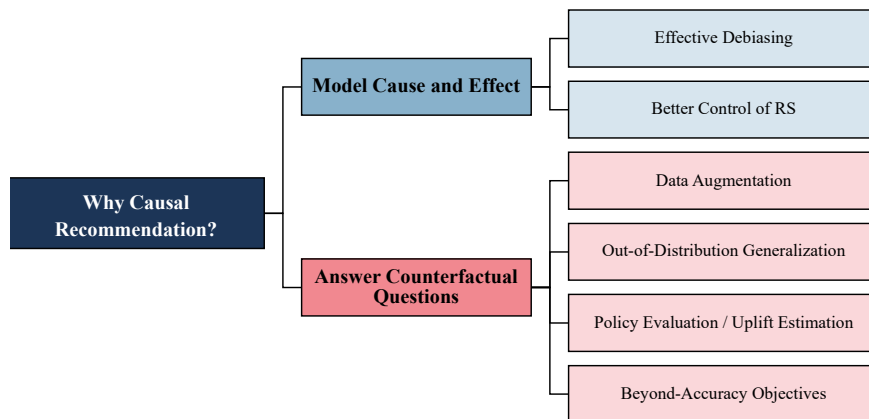 Why Causal
Recommendation?
Model Cause and Effect
Effective Debiasing
Better Control of RS
Answer Counterfactual
Questions
Data Augmentation
Out-of-Distribution Generalization
Policy Evaluation / Uplift Estimation
Beyond-Accuracy Objectives